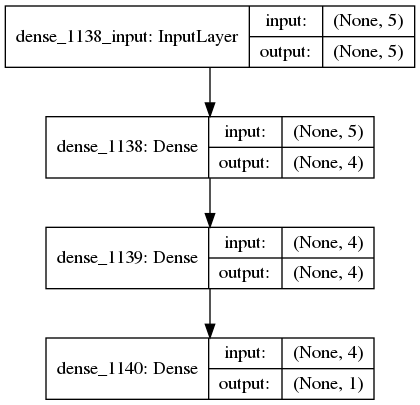 dense_1138_input: InputLayer
input: (None, 5)
output: (None, 5)
dense_1138: Dense
input: (None, 5)
output: (None, 4)
dense_1139: Dense
input: (None, 4)
output: (None, 4)
dense_1140: Dense
input: (None, 4)
output: (None, 1)